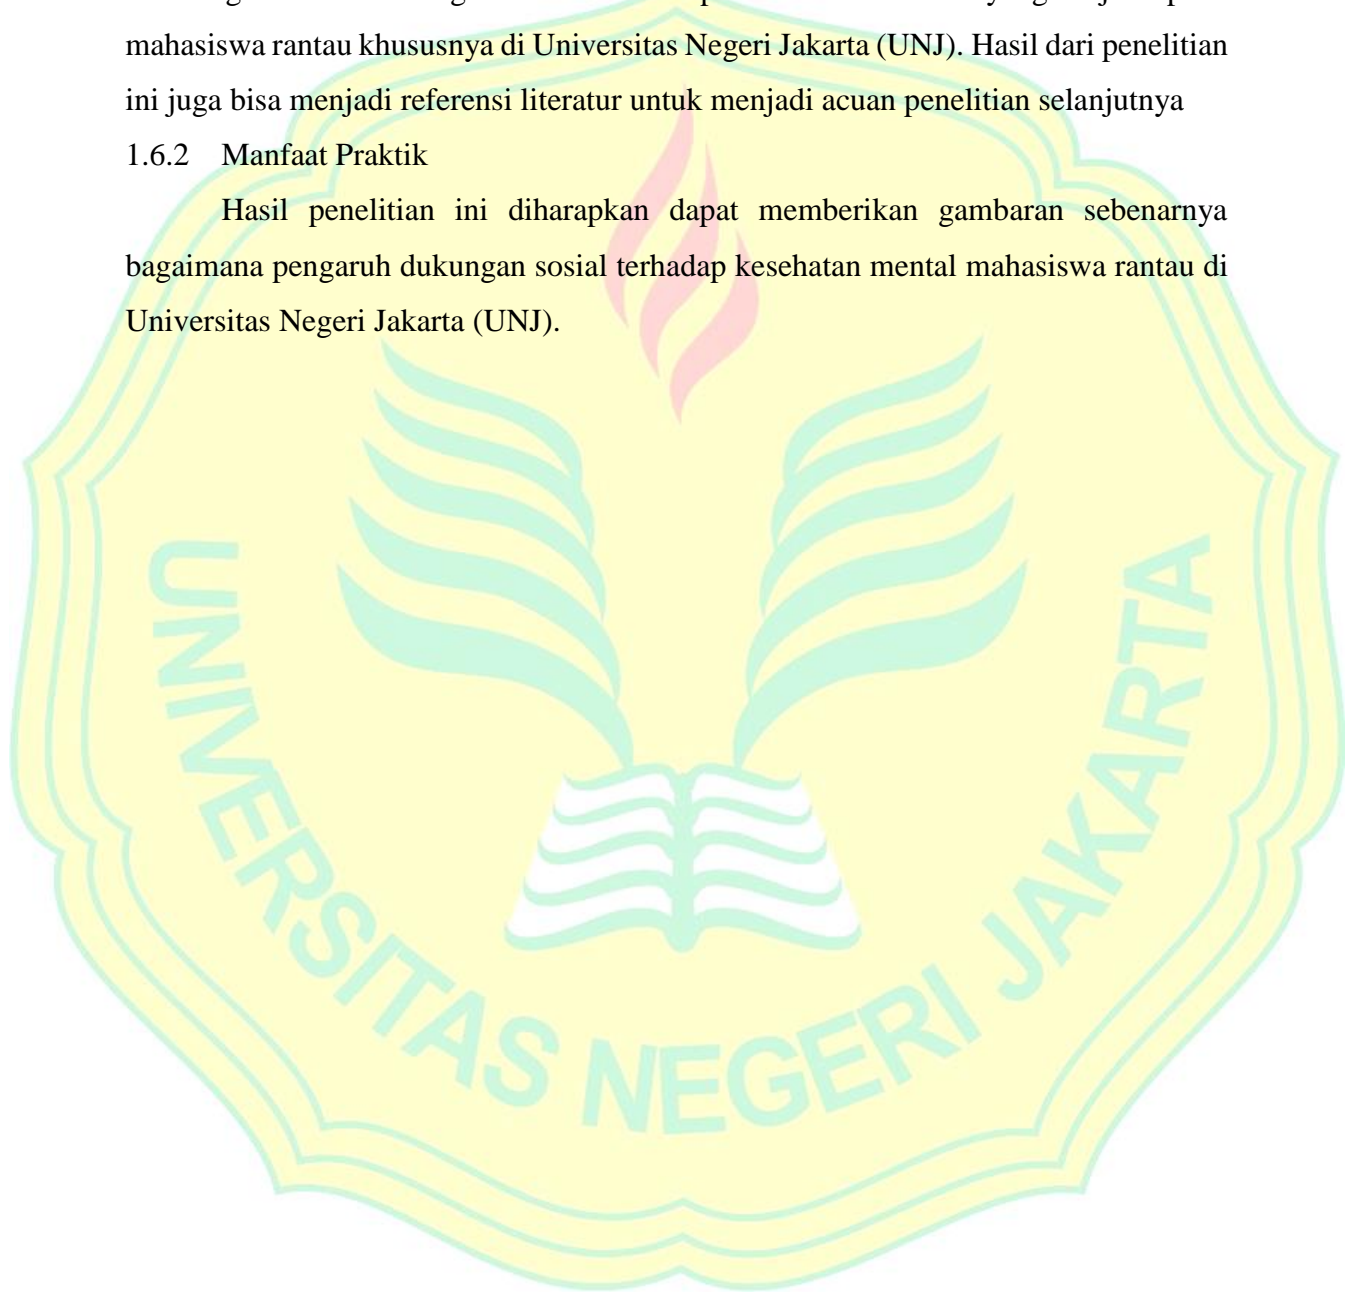 mahasiswa rantau khususnya di Universitas Negeri Jakarta (UNJ). Hasil dari penelitian
ini juga bisa menjadi referensi literatur untuk menjadi acuan penelitian selanjutnya
1.6.2 Manfaat Praktik
Hasil penelitian ini diharapkan dapat memberikan gambaran sebenarnya
bagaimana pengaruh dukungan sosial terhadap kesehatan mental mahasiswa rantau di
Universitas Negeri Jakarta (UNJ).
UNIVERSITAS NEGERI JAKARTA